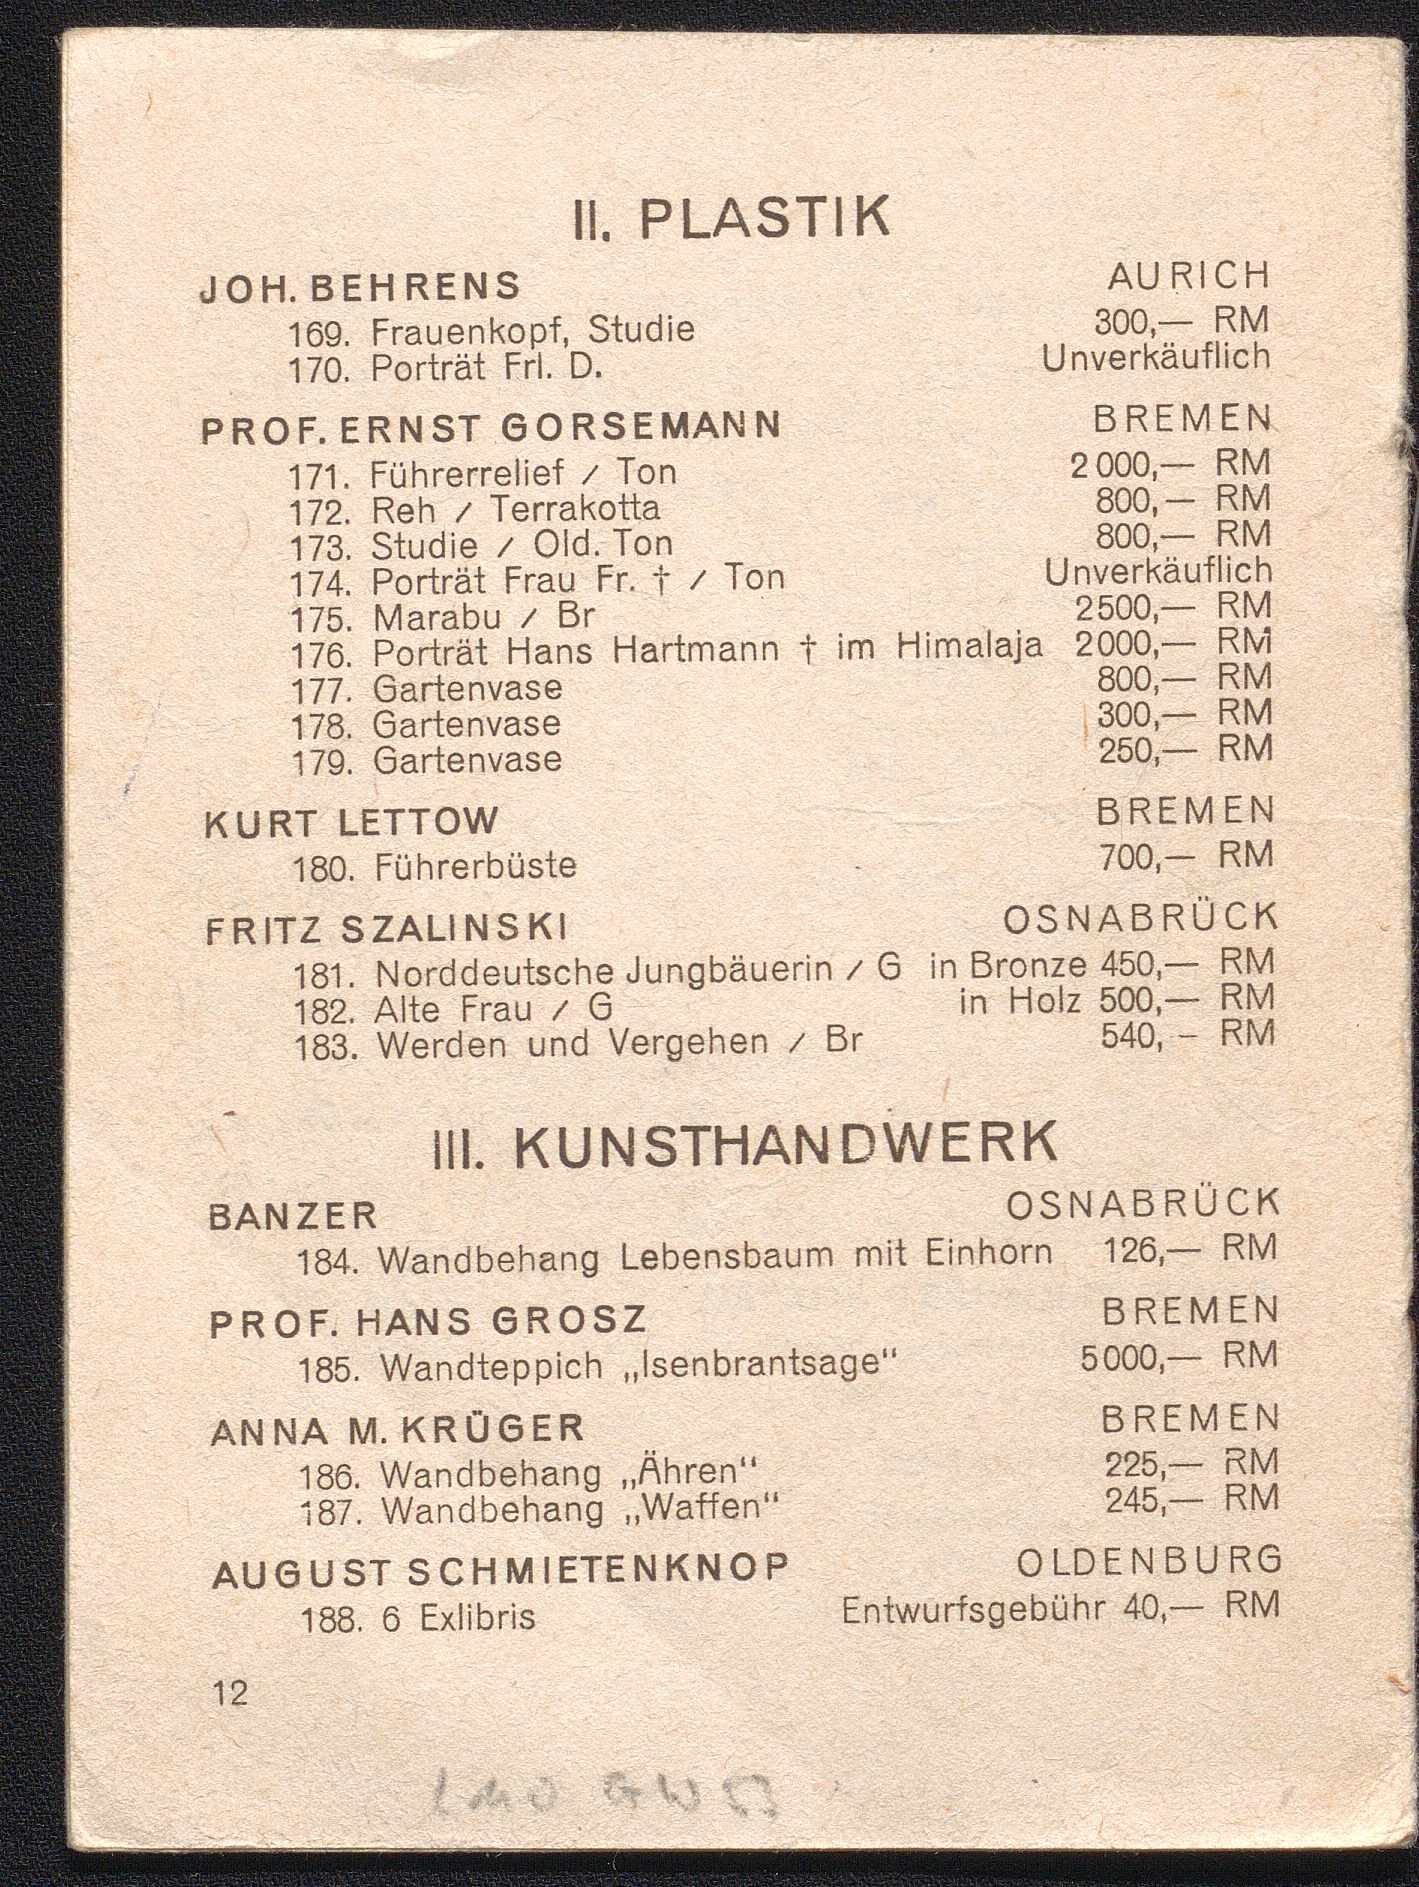 II. PLASTIK
JOH. BEHRENS AURICH
169. Frauenkopf, Studie 300,— RM
170. Porträt Frl. D. Unverkäuflich
PROF. ERNST GORSEMANN BREMEN
171. Führerrelief / Ton 2000,— RM
172. Reh / Terrakotta 800,— RM
173. Studie / Old. Ton 800,— RM
174. Porträt Frau Fr. † / Ton Unverkäuflich
175. Marabu / Br 2500,— RM
176. Porträt Hans Hartmann † im Himalaja 2000,— RM
177. Gartenvase 800,— RM
178. Gartenvase 300,— RM
179. Gartenvase 250,— RM
KURT LETTOW BREMEN
180. Führerbüste 700,— RM
FRITZ SZALINSKI OSNABRÜCK
181. Norddeutsche Jungbäuerin / G in Bronze 450,— RM
182. Alte Frau / G in Holz 500,— RM
183. Werden und Vergehen / Br 540, – RM
III. KUNSTHANDWERK
BANZER OSNABRÜCK
184. Wandbehang Lebensbaum mit Einhorn 126,— RM
PROF. HANS GROSZ BREMEN
185. Wandteppich „Isenbrantsage“ 5000,— RM
ANNA M. KRÜGER BREMEN
186. Wandbehang „Ähren“ 225,— RM
187. Wandbehang „Waffen“ 245,— RM
AUGUST SCHMIETENKNOP OLDENBURG
188. 6 Exlibris Entwurfsgebühr 40,— RM
12